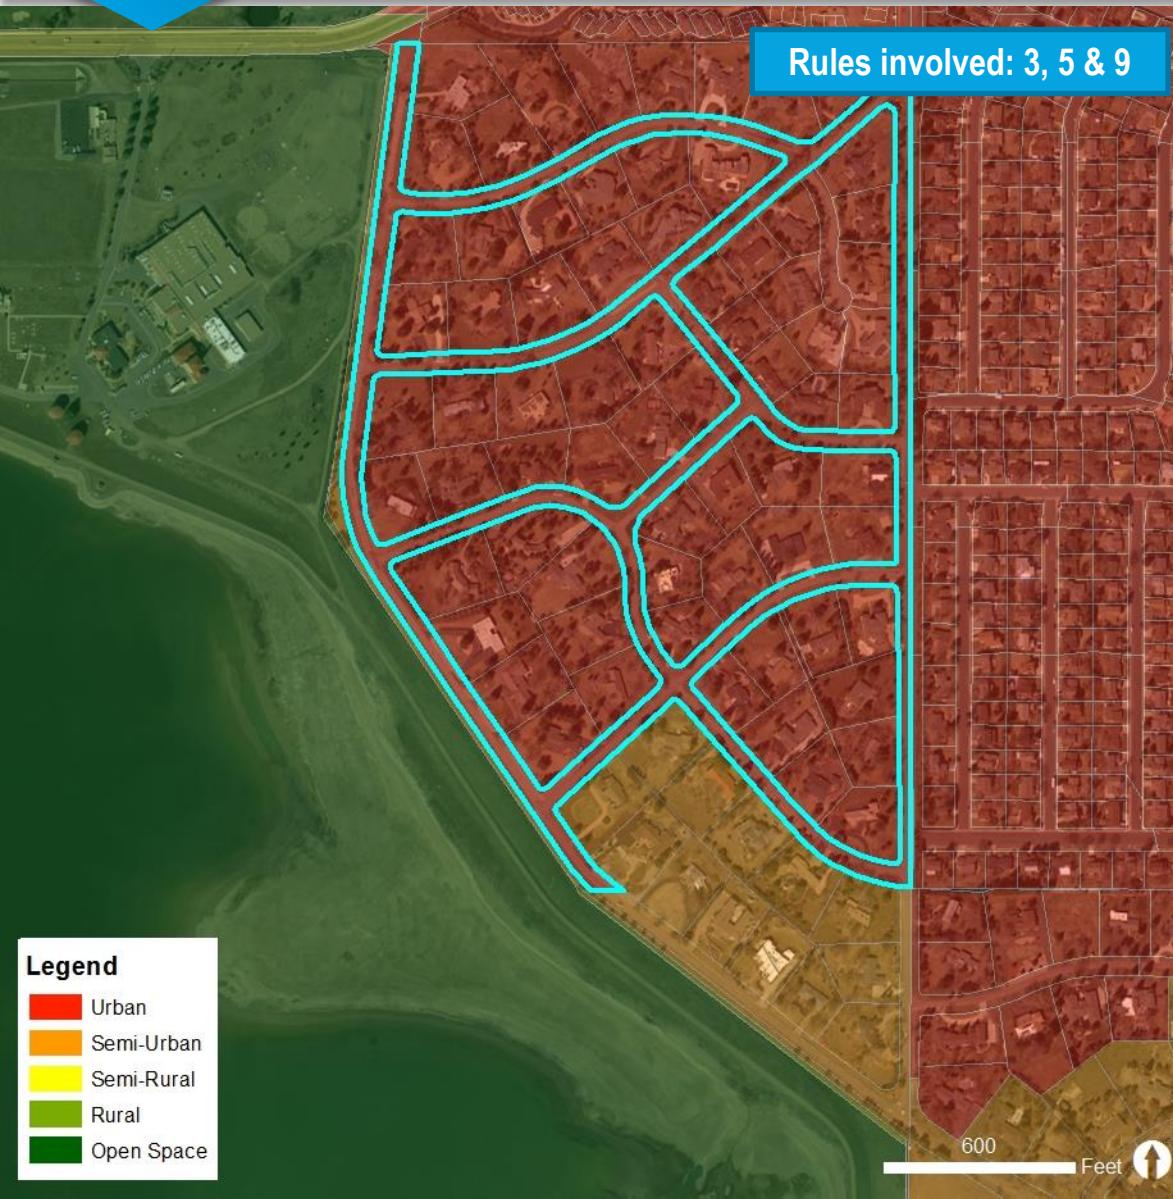 Rules involved: 3, 5 & 9
Legend
Urban
Semi-Urban
Semi-Rural
Rural
Open Space
600
Feet